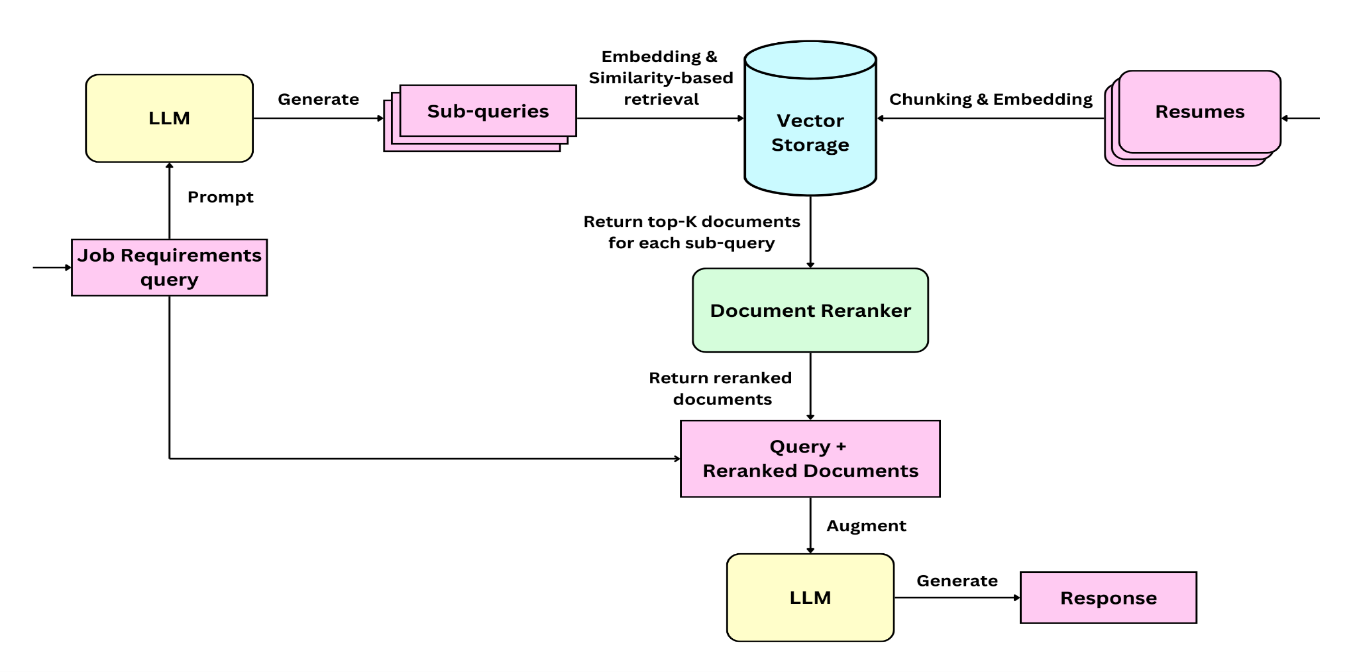 LLM
Generate
Sub-queries
Embedding &
Similarity-based
retrieval
Vector
Storage
Chunking & Embedding
Resumes
Prompt
Job Requirements
query
Return top-K documents
for each sub-query
Document Reranker
Return reranked
documents
Query +
Reranked Documents
Augment
LLM
Generate
Response